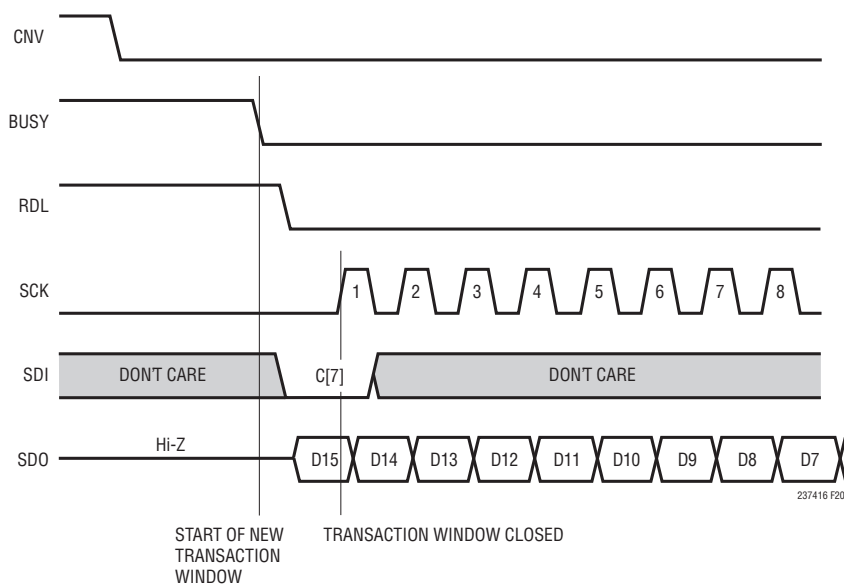 CNV
BUSY
RDL
SCK
1 2 3 4 5 6 7 8
SDI
DON'T CARE
C[7]
DON'T CARE
SDO
Hi-Z
D15 D14 D13 D12 D11 D10 D9 D8 D7
237416 F20
START OF NEW
TRANSACTION
WINDOW
TRANSACTION WINDOW CLOSED